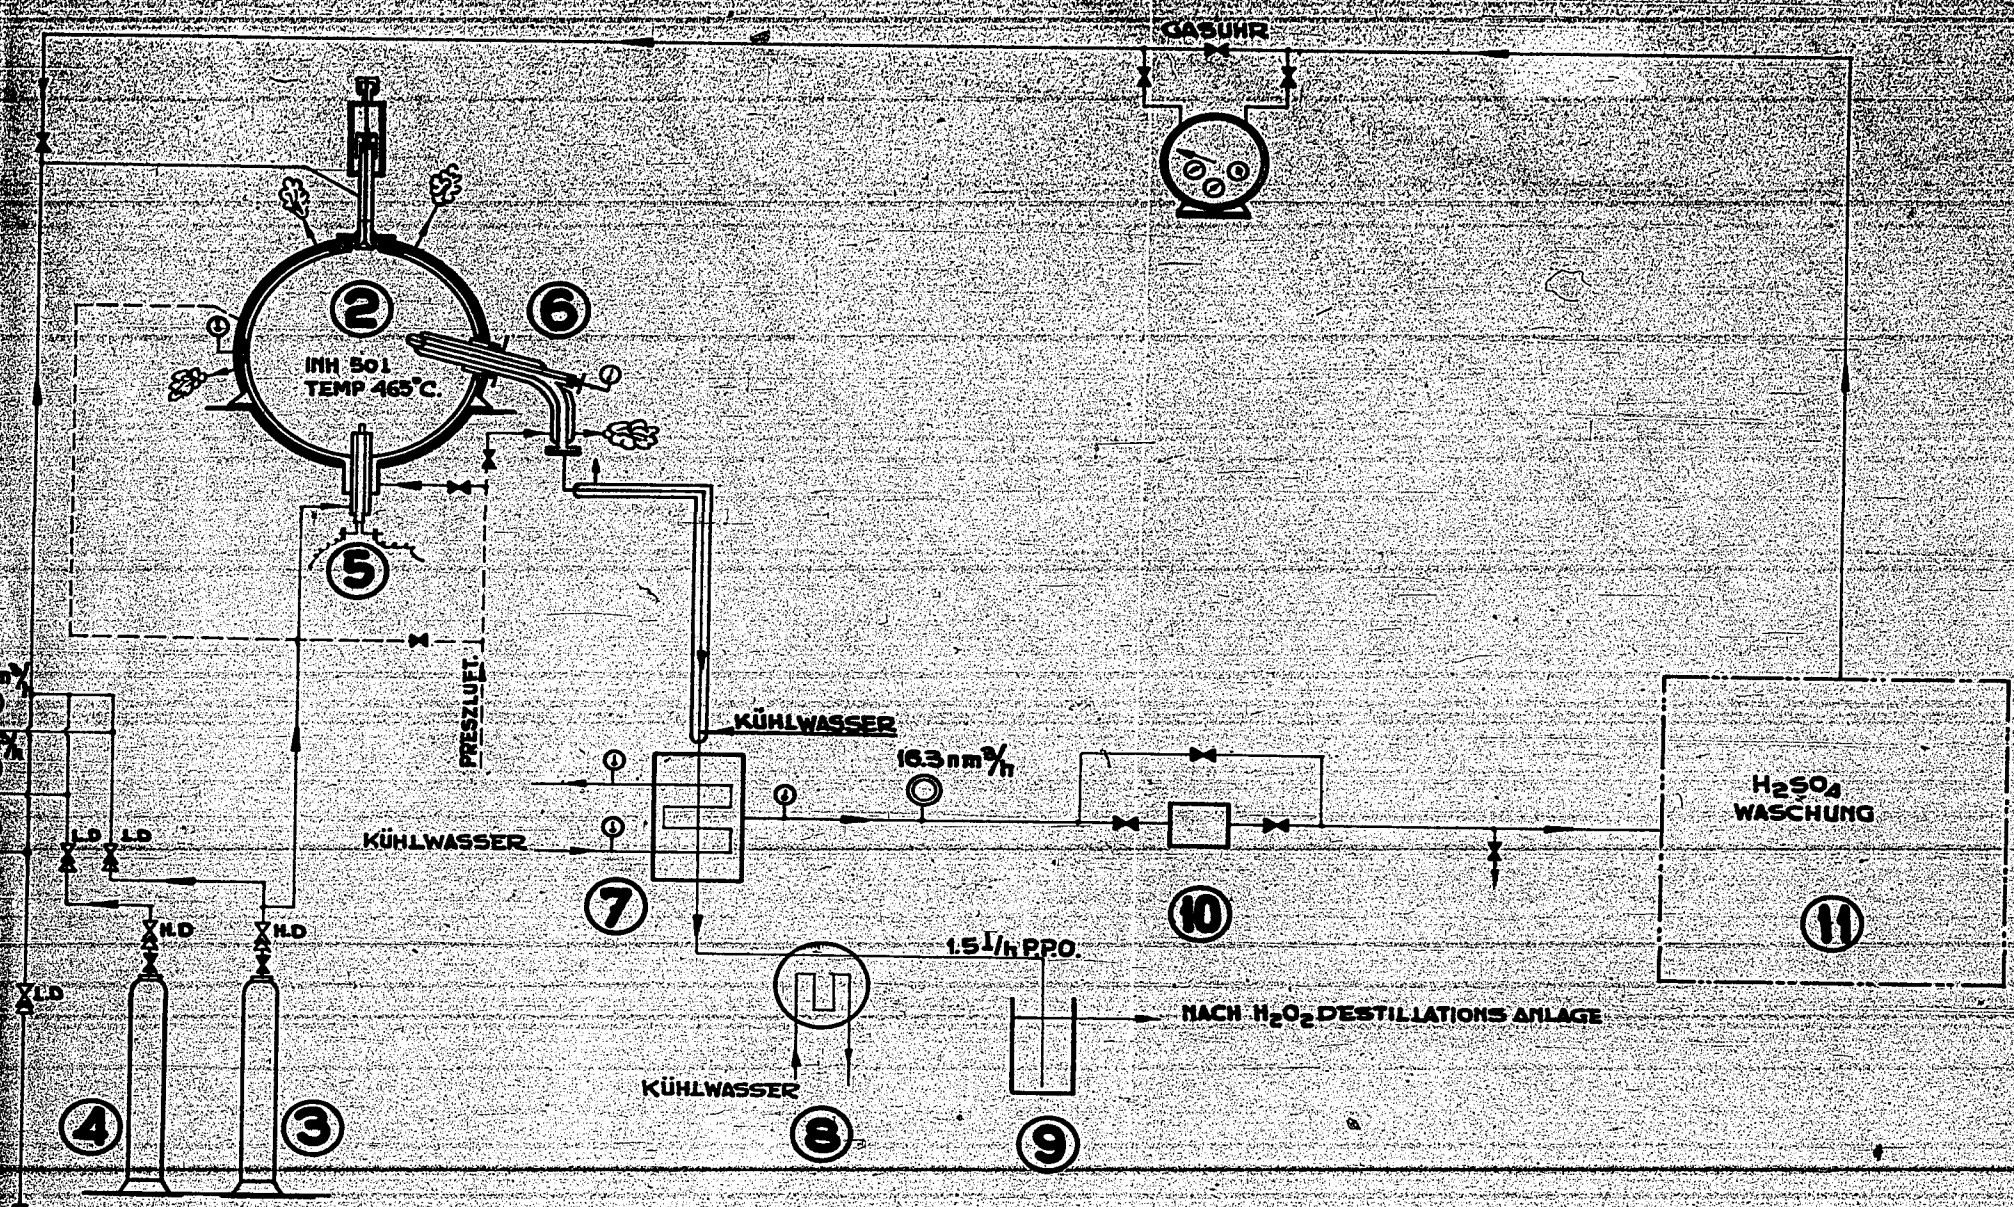 GASUHR
2
6
INH 50 l
TEMP 465°C.
5
PRESZLUFT.
KÜHLWASSER
16.3 nm³/h
H₂SO₄
WASCHUNG
L.D L.D
KÜHLWASSER
7
10
11
H.D H.D
1.5 l/h P.P.O.
L.D
NACH H₂O₂ DESTILLATIONS ANLAGE
KÜHLWASSER
4
3
8
9